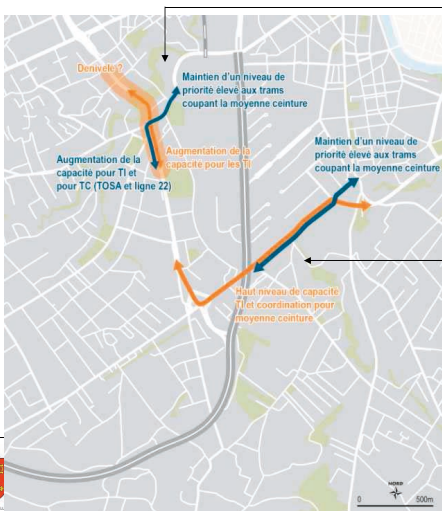 Dénivelé ?
Maintien d'un niveau de
priorité élevé aux trams
coupant la moyenne ceinture
Augmentation de la
capacité pour TI et
pour TC (TOSA et ligne 22)
Augmentation de la
capacité pour les TI
Maintien d'un niveau de
priorité élevé aux trams
coupant la moyenne ceinture
Haut niveau de capacité
TI et coordination pour
moyenne ceinture
NORD
0 500m